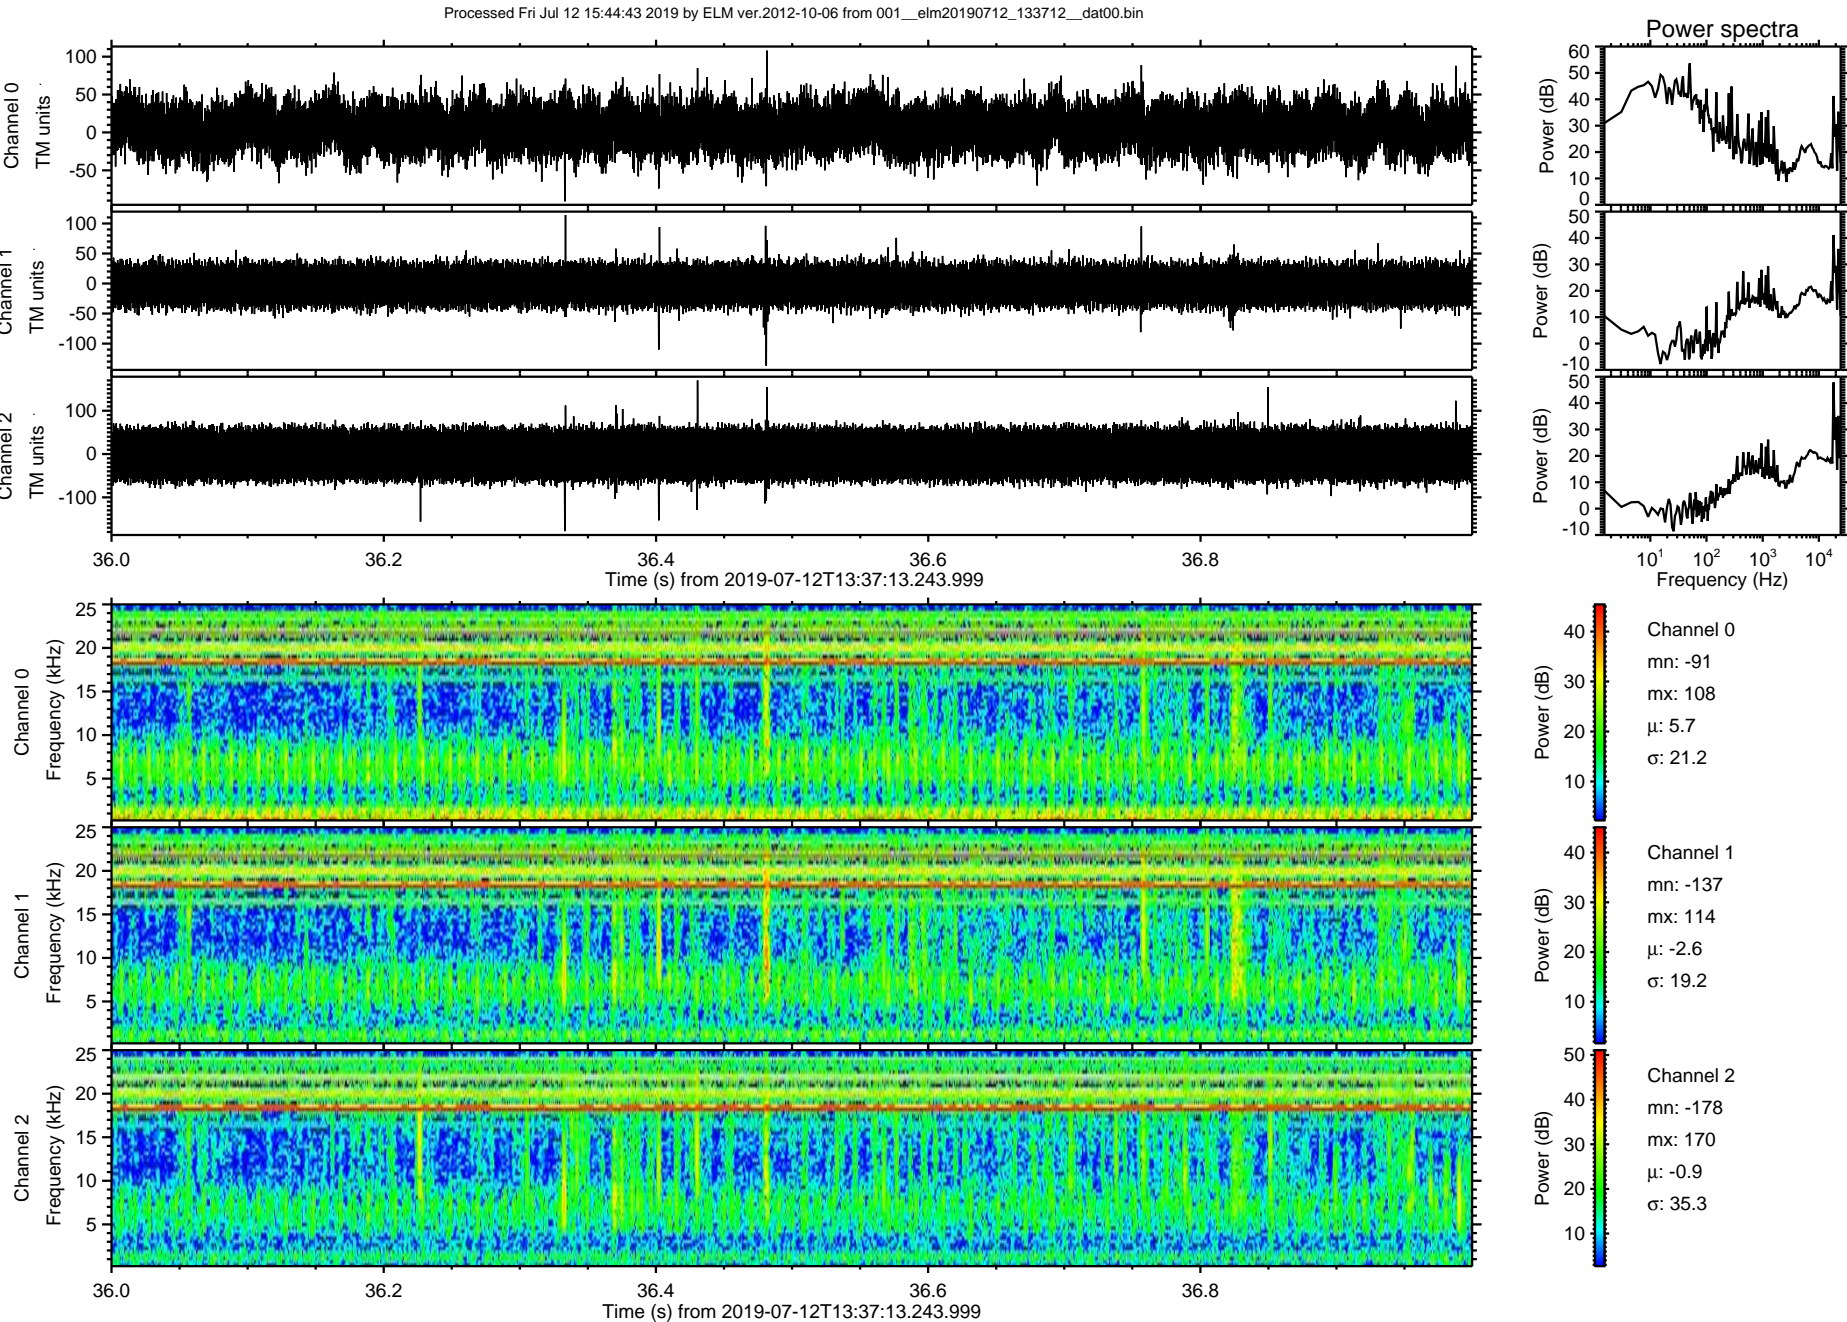 Processed Fri Jul 12 15:44:43 2019 by ELM ver.2012-10-06 from 001__elm20190712_133712__dat00.bin
Power spectra
Channel 0
TM units
100
50
0
-50
Power (dB)
60
50
40
30
20
10
0
Channel 1
TM units
100
50
0
-50
-100
Power (dB)
50
40
30
20
10
0
-10
Channel 2
TM units
100
0
-100
Power (dB)
50
40
30
20
10
0
-10
36.0 36.2 36.4 36.6 36.8
Time (s) from 2019-07-12T13:37:13.243.999
10¹ 10² 10³ 10⁴
Frequency (Hz)
Channel 0
Frequency (kHz)
25
20
15
10
5
Power (dB)
40
30
20
10
Channel 0
mn: -91
mx: 108
μ: 5.7
σ: 21.2
Channel 1
Frequency (kHz)
25
20
15
10
5
Power (dB)
40
30
20
10
Channel 1
mn: -137
mx: 114
μ: -2.6
σ: 19.2
Channel 2
Frequency (kHz)
25
20
15
10
5
Power (dB)
50
40
30
20
10
Channel 2
mn: -178
mx: 170
μ: -0.9
σ: 35.3
36.0 36.2 36.4 36.6 36.8
Time (s) from 2019-07-12T13:37:13.243.999